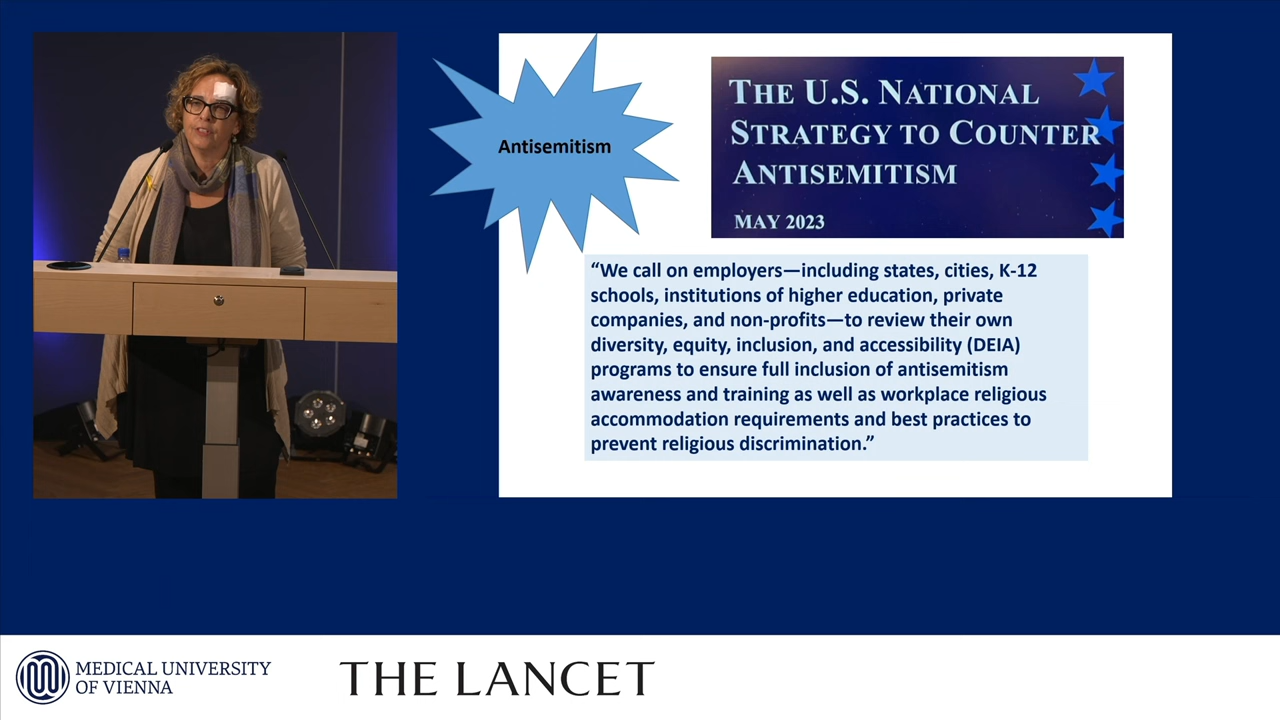 Antisemitism
THE U.S. NATIONAL
STRATEGY TO COUNTER
ANTISEMITISM
MAY 2023
“We call on employers—including states, cities, K-12
schools, institutions of higher education, private
companies, and non-profits—to review their own
diversity, equity, inclusion, and accessibility (DEIA)
programs to ensure full inclusion of antisemitism
awareness and training as well as workplace religious
accommodation requirements and best practices to
prevent religious discrimination.”
MEDICAL UNIVERSITY
OF VIENNA
THE LANCET